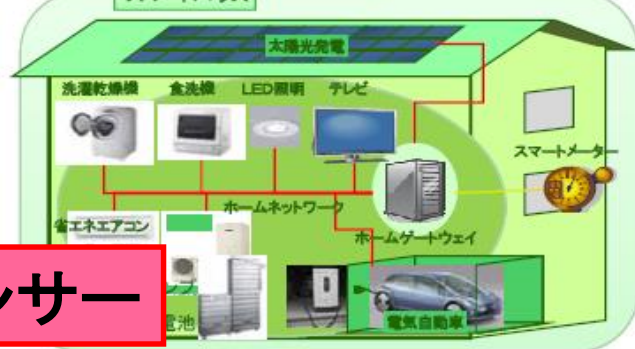 太陽光発電
洗濯乾燥機 食洗機 LED照明 テレビ
スマートメーター
ホームネットワーク
省エネエアコン
ホームゲートウェイ
ンサー
電池
電気自動車